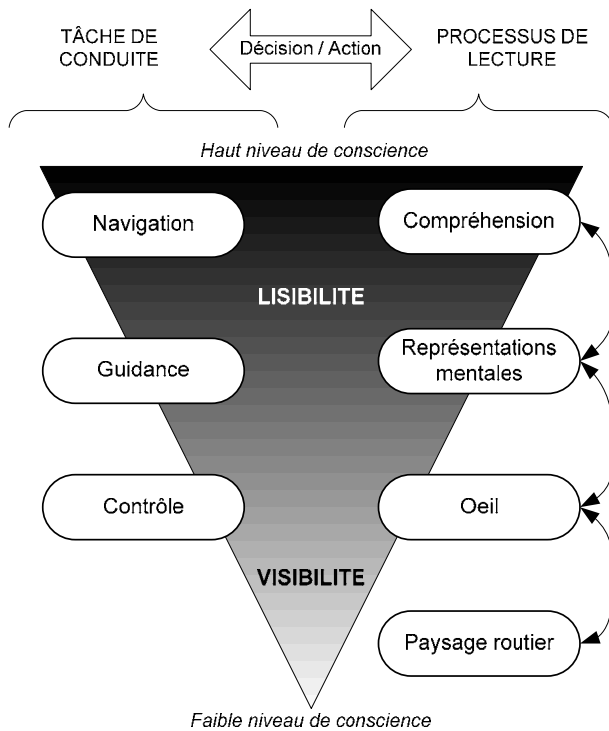 TÂCHE DE
CONDUITE
Décision / Action
PROCESSUS DE
LECTURE
Haut niveau de conscience
Navigation
Compréhension
LISIBILITE
Guidance
Représentations
mentales
Contrôle
Oeil
VISIBILITE
Paysage routier
Faible niveau de conscience